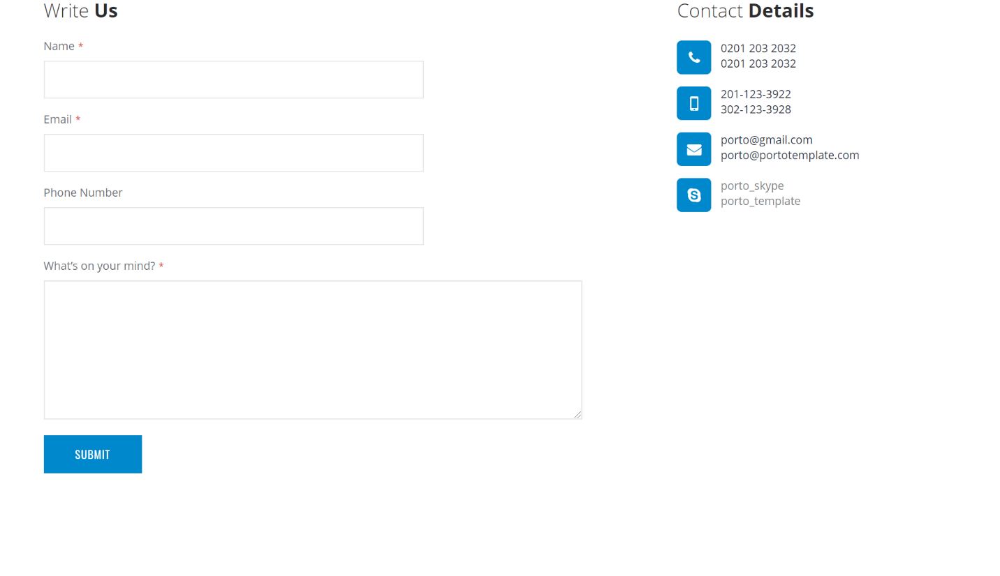 Write Us
Name *
Email *
Phone Number
What's on your mind? *
SUBMIT
Contact Details
0201 203 2032
0201 203 2032
201-123-3922
302-123-3928
porto@gmail.com
porto@portotemplate.com
porto_skype
porto_template